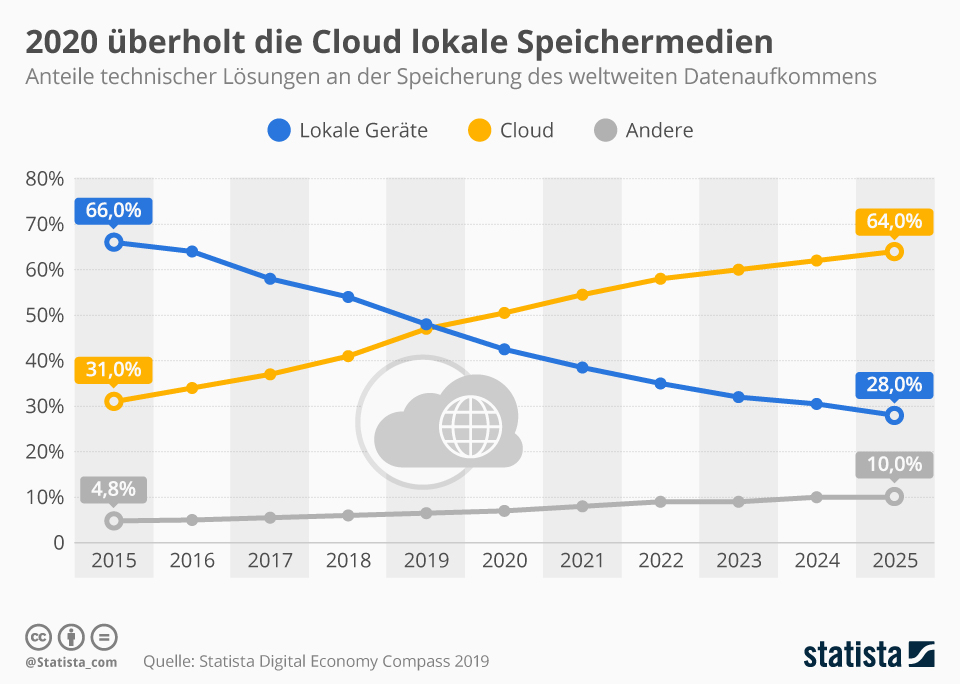 2020 überholt die Cloud lokale Speichermedien
Anteile technischer Lösungen an der Speicherung des weltweiten Datenaufkommens
Lokale Geräte Cloud Andere
80%
70%
60%
50%
40%
30%
20%
10%
0
66,0%
31,0%
4,8%
64,0%
28,0%
10,0%
2015 2016 2017 2018 2019 2020 2021 2022 2023 2024 2025
cc
@Statista_com
Quelle: Statista Digital Economy Compass 2019
statista